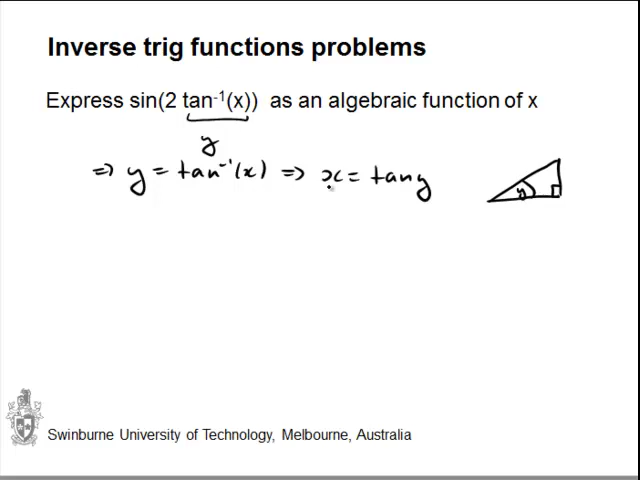 Inverse trig functions problems
Express sin(2 tan⁻¹(x)) as an algebraic function of x
y
⇒ y = tan⁻¹(x) ⇒ x = tan y
y
Swinburne University of Technology, Melbourne, Australia